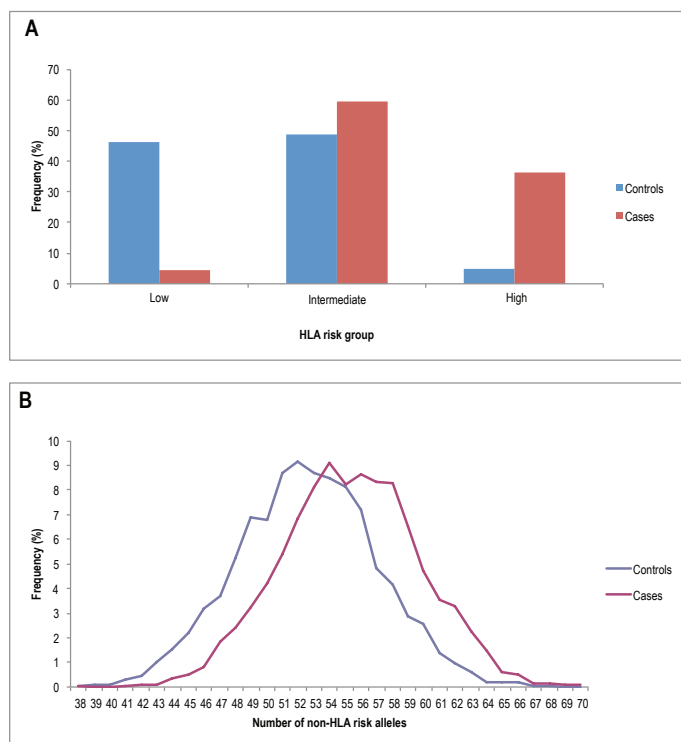 A
70
60
50
40
30
20
10
0
Frequency (%)
Low Intermediate High
HLA risk group
Controls
Cases
B
10
9
8
7
6
5
4
3
2
1
0
Frequency (%)
38 39 40 41 42 43 44 45 46 47 48 49 50 51 52 53 54 55 56 57 58 59 60 61 62 63 64 65 66 67 68 69 70
Number of non-HLA risk alleles
Controls
Cases